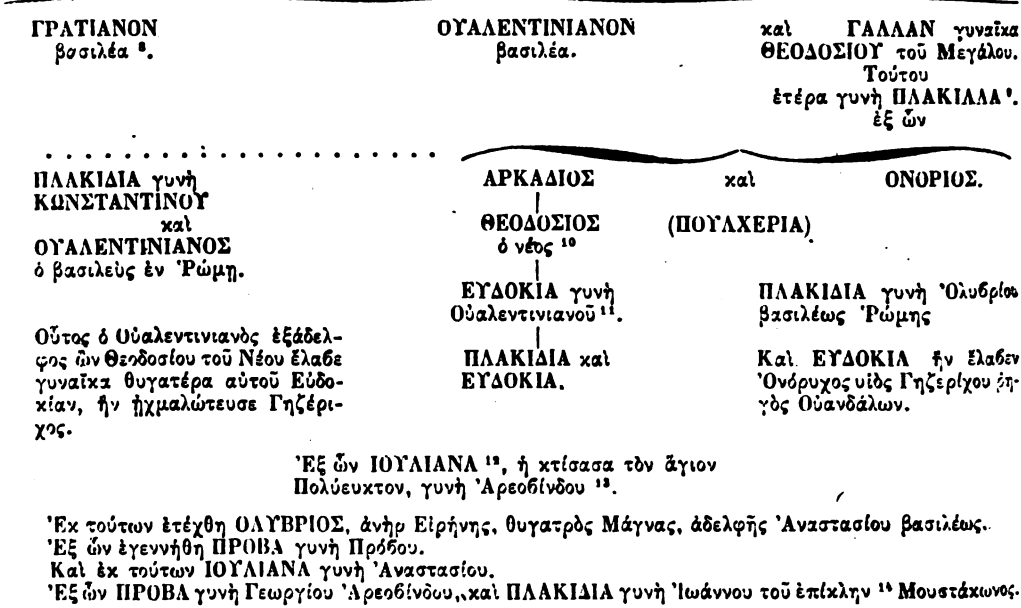 ΓΡΑΤΙΑΝΟΝ
βασιλέα ⁸.
ΟΥΑΛΕΝΤΙΝΙΑΝΟΝ
βασιλέα.
καὶ ΓΑΛΛΑΝ γυναῖκα
ΘΕΟΔΟΣΙΟΥ τοῦ Μεγάλου.
Τούτου
ἑτέρα γυνὴ ΠΛΑΚΙΛΛΑ ⁹.
ἐξ ὧν
ΠΛΑΚΙΔΙΑ γυνὴ
ΚΩΝΣΤΑΝΤΙΝΟΥ
καὶ
ΟΥΑΛΕΝΤΙΝΙΑΝΟΣ
ὁ βασιλεὺς ἐν Ῥώμῃ.
Οὗτος ὁ Οὐαλεντινιανὸς ἐξάδελ-
φος ὢν Θεοδοσίου τοῦ Νέου ἔλαβε
γυναῖκα θυγατέρα αὐτοῦ Εὐδο-
κίαν, ἣν ᾐχμαλώτευσε Γηζέρι-
χος.
ΑΡΚΑΔΙΟΣ
ΘΕΟΔΟΣΙΟΣ
ὁ νέος ¹⁰
ΕΥΔΟΚΙΑ γυνὴ
Οὐαλεντινιανοῦ ¹¹.
ΠΛΑΚΙΔΙΑ καὶ
ΕΥΔΟΚΙΑ.
καὶ
(ΠΟΥΛΧΕΡΙΑ)
ΟΝΟΡΙΟΣ.
ΠΛΑΚΙΔΙΑ γυνὴ Ὀλυβρίου
βασιλέως Ῥώμης
Καὶ ΕΥΔΟΚΙΑ ἣν ἔλαβεν
Ὀνόρυχος υἱὸς Γηζερίχου ῥη-
γὸς Οὐανδάλων.
Ἐξ ὧν ΙΟΥΛΙΑΝΑ ¹², ἡ κτίσασα τὸν ἅγιον
Πολύευκτον, γυνὴ Ἀρεοβίνδου ¹³.
Ἐκ τούτων ἐτέχθη ΟΛΥΒΡΙΟΣ, ἀνὴρ Εἰρήνης, θυγατρὸς Μάγνας, ἀδελφῆς Ἀναστασίου βασιλέως.
Ἐξ ὧν ἐγεννήθη ΠΡΟΒΑ γυνὴ Πρόβου.
Καὶ ἐκ τούτων ΙΟΥΛΙΑΝΑ γυνὴ Ἀναστασίου.
Ἐξ ὧν ΠΡΟΒΑ γυνὴ Γεωργίου Ἀρεοβίνδου, καὶ ΠΛΑΚΙΔΙΑ γυνὴ Ἰωάννου τοῦ ἐπίκλην ¹⁴ Μουστάκωνος.